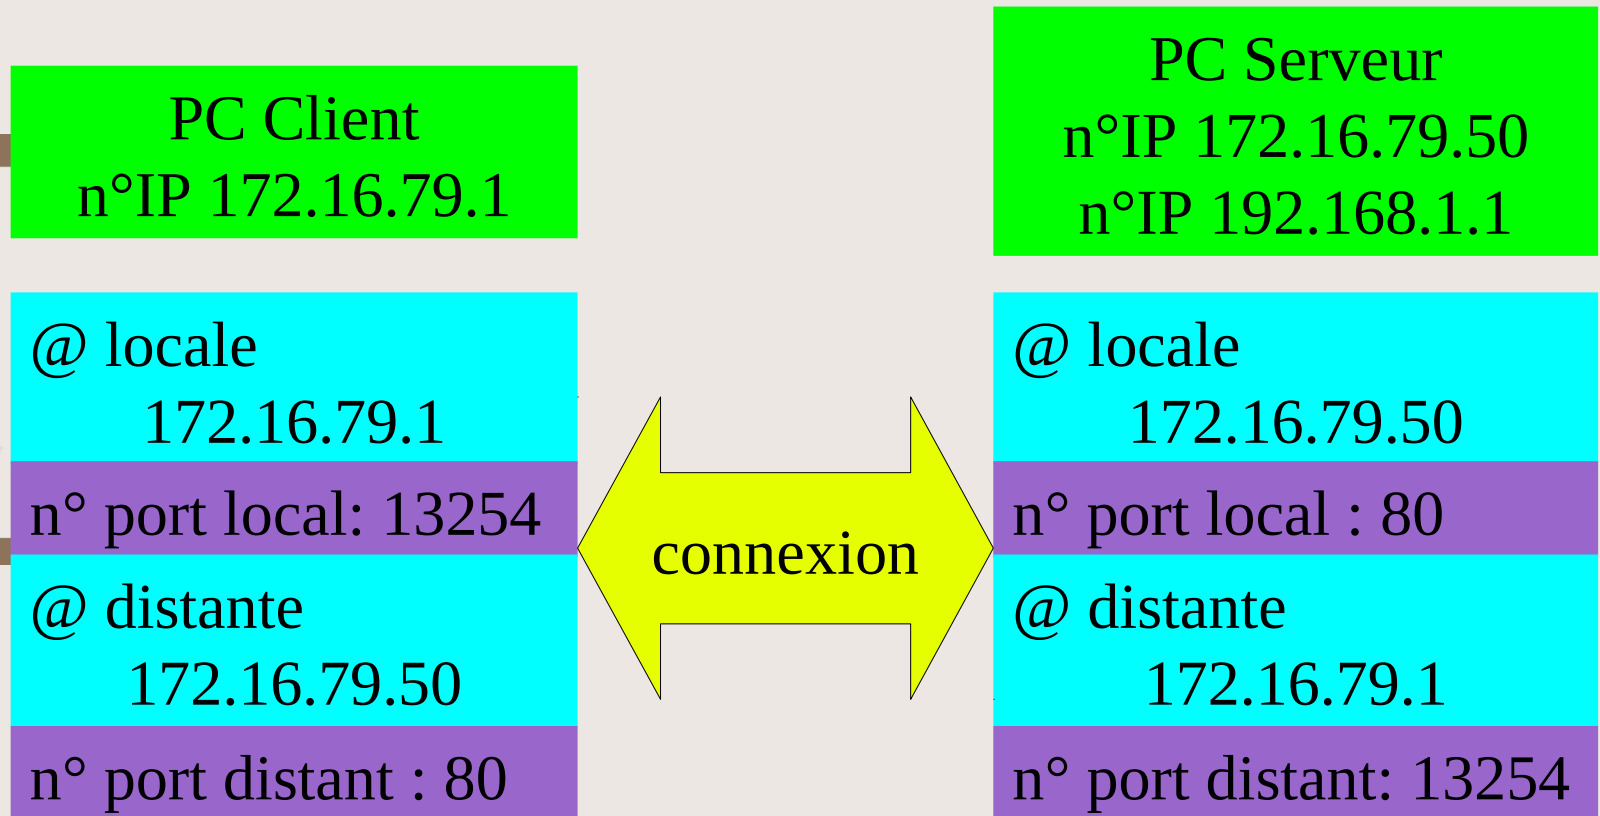 PC Client
n°IP 172.16.79.1
PC Serveur
n°IP 172.16.79.50
n°IP 192.168.1.1
@ locale
172.16.79.1
n° port local: 13254
@ distante
172.16.79.50
n° port distant : 80
connexion
@ locale
172.16.79.50
n° port local : 80
@ distante
172.16.79.1
n° port distant: 13254